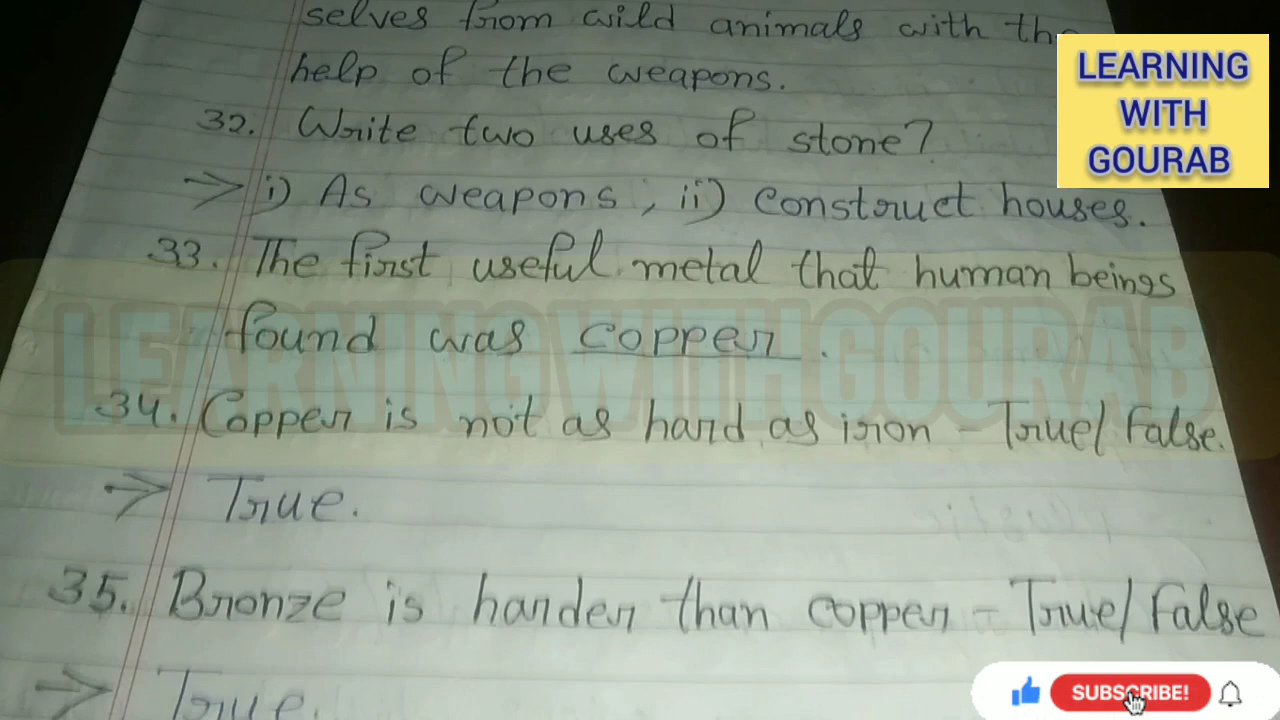 selves from wild animals with the
help of the weapons.
32. Write two uses of stone?
→ i) As weapons, ii) Construct houses.
33. The first useful metal that human beings
found was copper.
34. Copper is not as hard as iron - True/False.
→ True.
35. Bronze is harder than copper - True/False
→ True.
LEARNING
WITH
GOURAB
LEARNING WITH GOURAB
SUBSCRIBE!